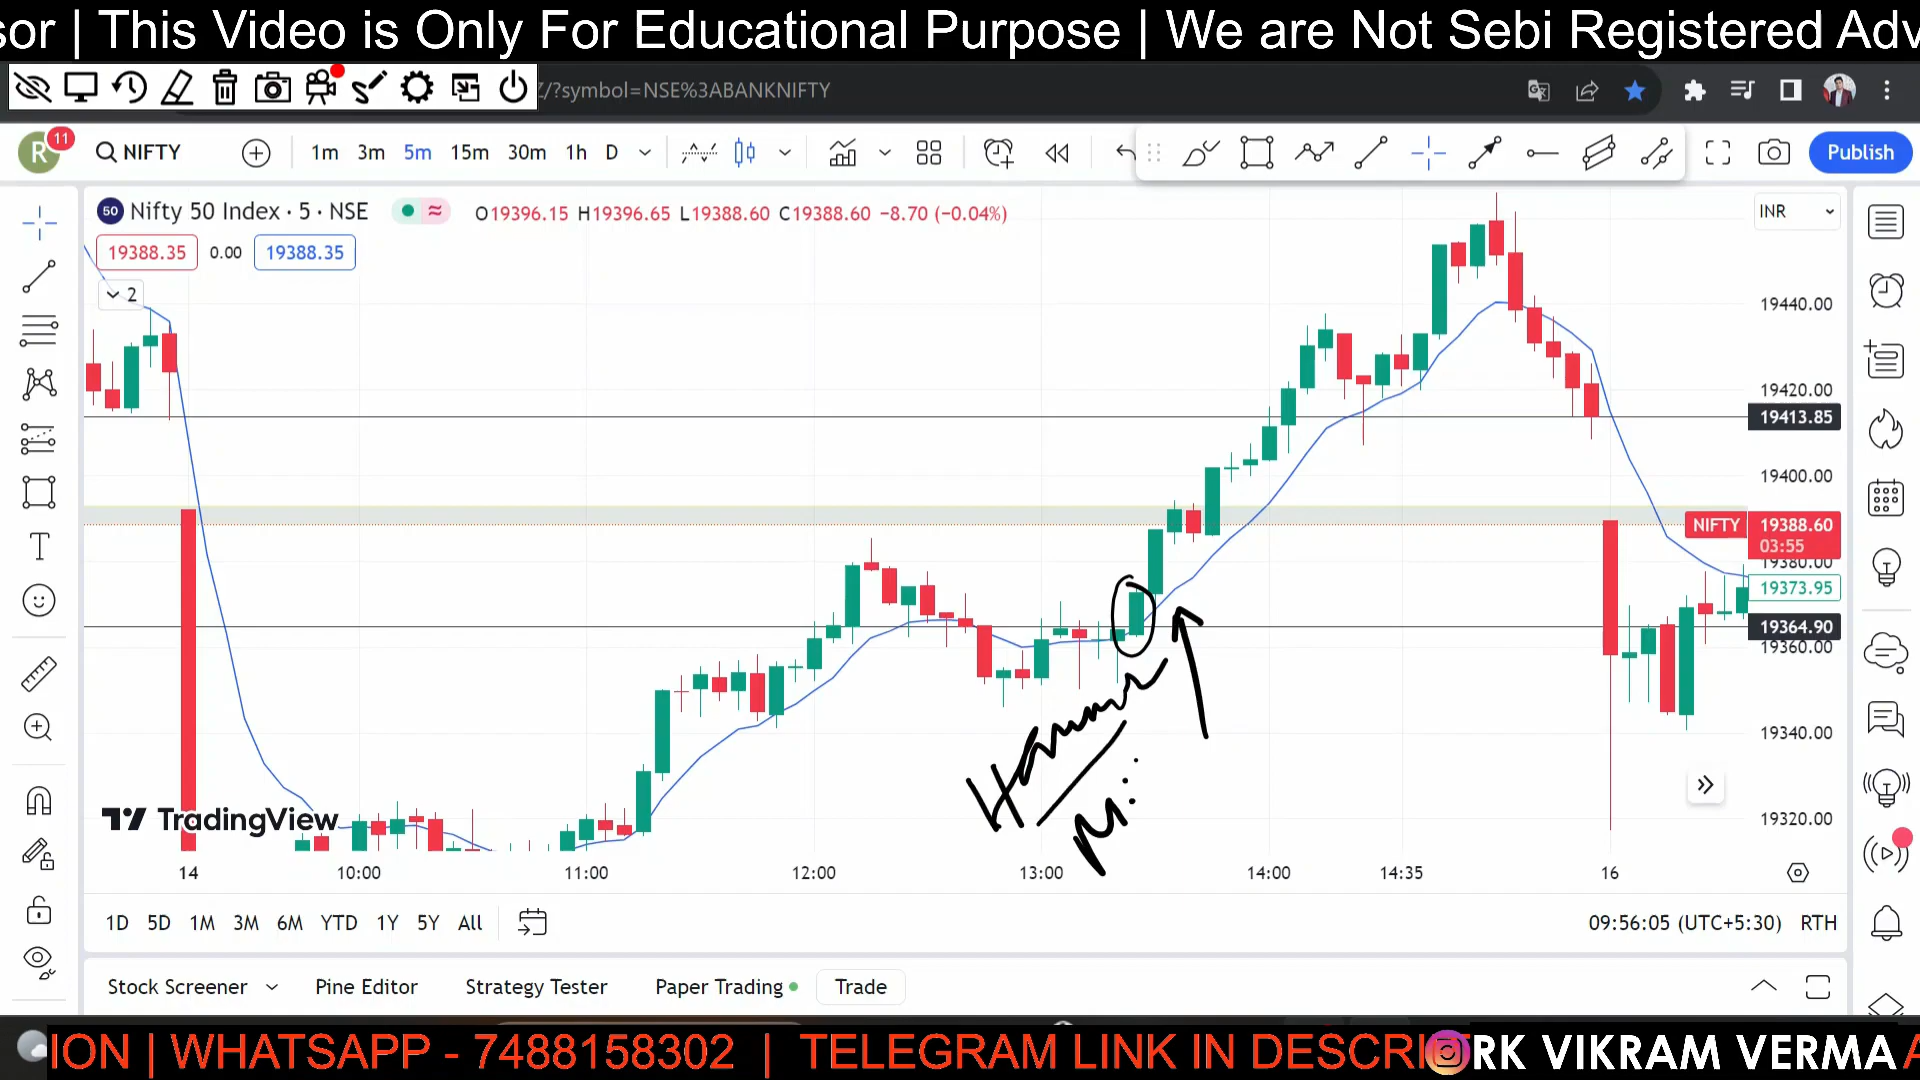 sor | This Video is Only For Educational Purpose | We are Not Sebi Registered Adv
Z/?symbol=NSE%3ABANKNIFTY
R 11 NIFTY 1m 3m 5m 15m 30m 1h D Publish
50 Nifty 50 Index · 5 · NSE O19396.15 H19396.65 L19388.60 C19388.60 −8.70 (−0.04%) INR
19388.35 0.00 19388.35
2
19440.00
19420.00
19413.85
19400.00
NIFTY 19388.60
03:55
19380.00
19373.95
19364.90
19360.00
19340.00
19320.00
TradingView
14 10:00 11:00 12:00 13:00 14:00 14:35 16
1D 5D 1M 3M 6M YTD 1Y 5Y All 09:56:05 (UTC+5:30) RTH
Stock Screener Pine Editor Strategy Tester Paper Trading Trade
ION | WHATSAPP - 7488158302 | TELEGRAM LINK IN DESCRI RK VIKRAM VERMA A